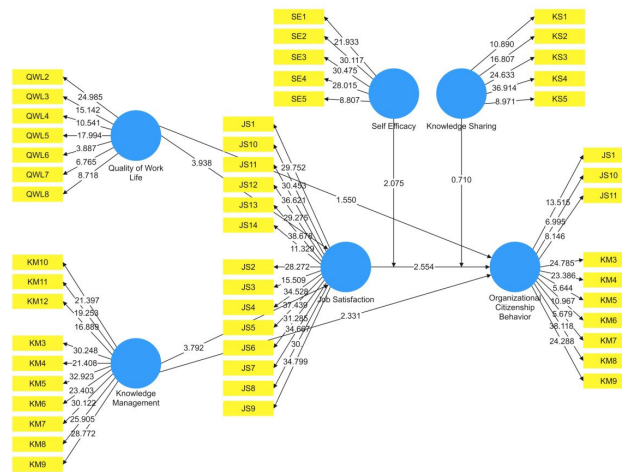 SE1
SE2
SE3
SE4
SE5
21.933
30.117
30.475
28.015
8.807
Self Efficacy
KS1
KS2
KS3
KS4
KS5
10.890
16.807
24.633
36.914
8.971
Knowledge Sharing
QWL2
QWL3
QWL4
QWL5
QWL6
QWL7
QWL8
24.985
15.142
10.541
17.994
3.887
6.765
8.718
Quality of Work
Life
3.938
1.550
2.075
0.710
JS1
JS10
JS11
JS12
JS13
JS14
29.752
30.453
36.621
29.275
38.678
11.329
Job Satisfaction
2.554
JS2
JS3
JS4
JS5
JS6
JS7
JS8
JS9
28.272
15.509
34.528
37.439
31.285
34.667
30.
34.799
2.331
3.792
JS1
JS10
JS11
13.515
6.995
8.146
Organizational
Citizenship
Behavior
KM3
KM4
KM5
KM6
KM7
KM8
KM9
24.785
23.386
5.644
10.967
5.679
38.118
24.288
KM10
KM11
KM12
21.397
19.253
16.889
KM3
KM4
KM5
KM6
KM7
KM8
KM9
30.248
21.408
32.923
23.403
30.122
25.905
28.772
Knowledge
Management